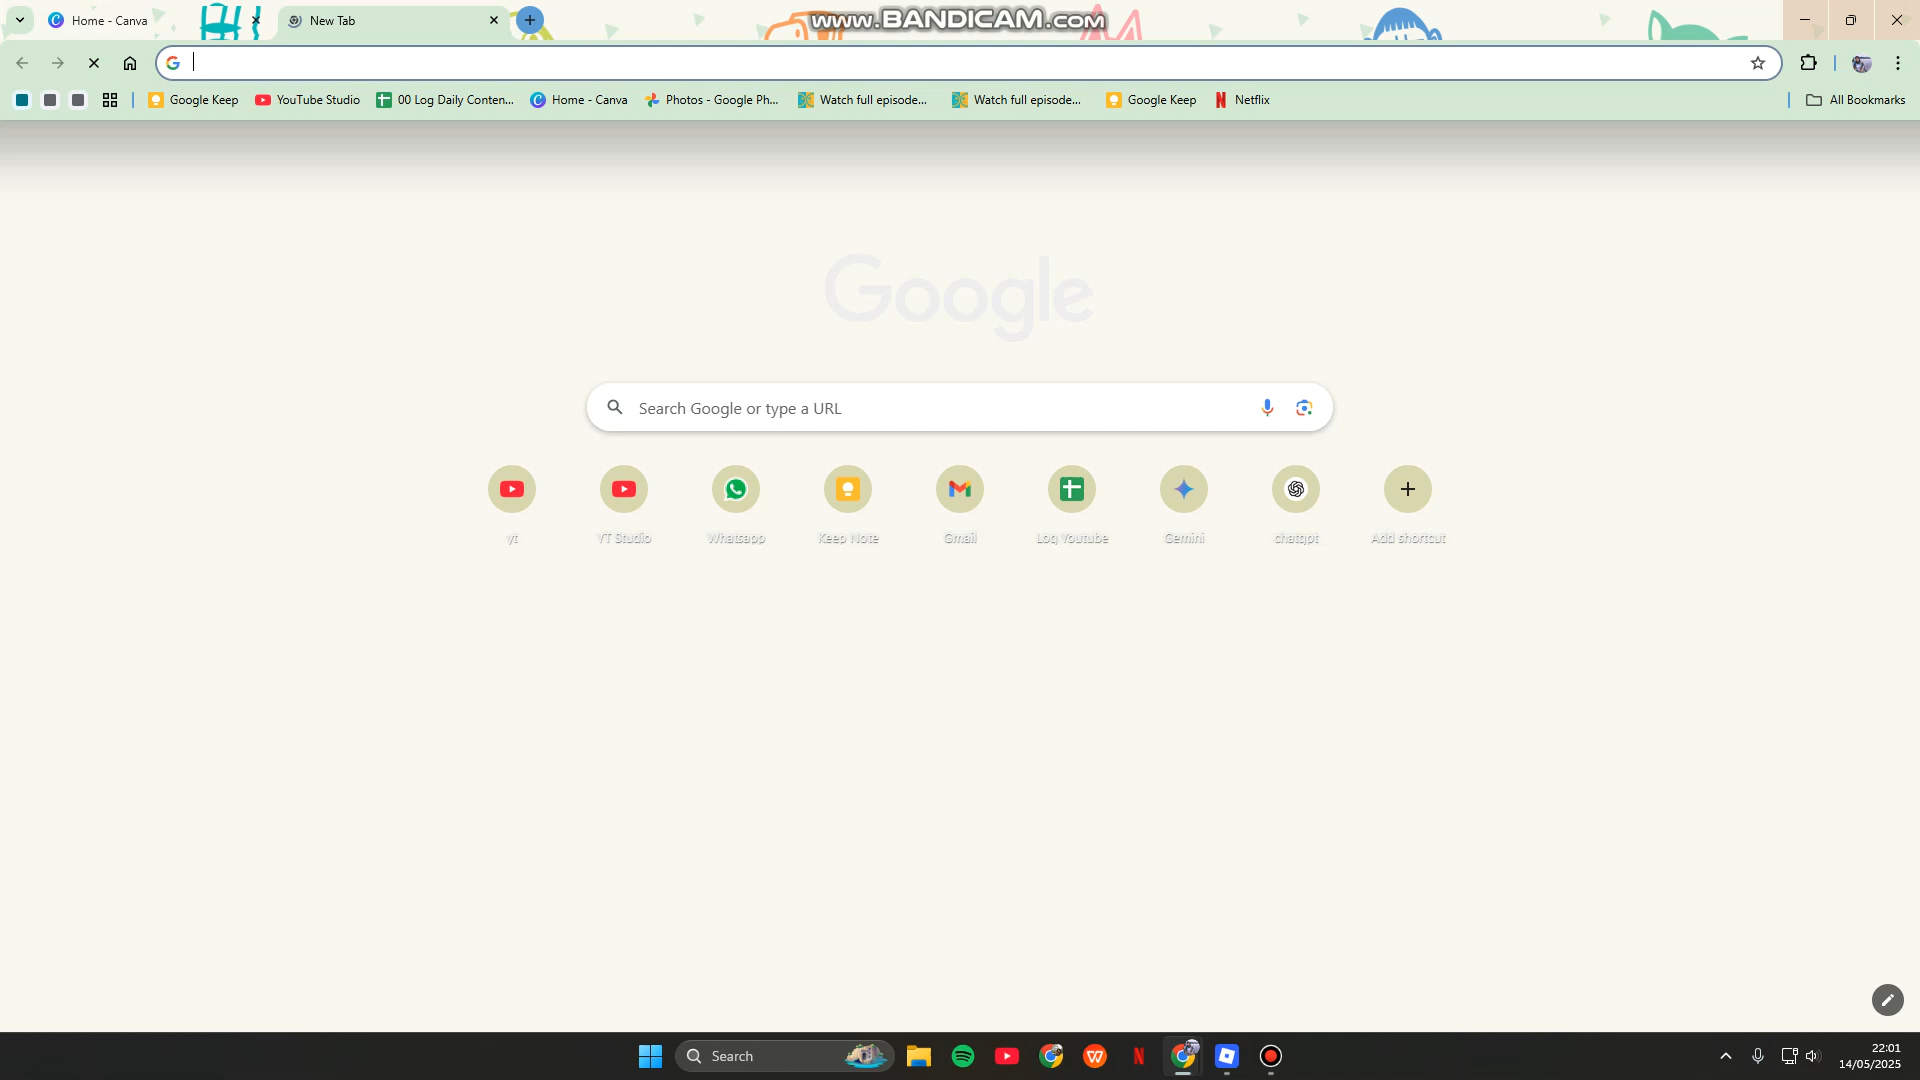 Home - Canva
New Tab
www.BANDICAM.com
Google Keep
YouTube Studio
00 Log Daily Conten...
Home - Canva
Photos - Google Ph...
Watch full episode...
Watch full episode...
Google Keep
Netflix
All Bookmarks
Google
Search Google or type a URL
yt
YT Studio
Whatsapp
Keep Note
Gmail
Log Youtube
Gemini
chatgpt
Add shortcut
Search
22:01
14/05/2025